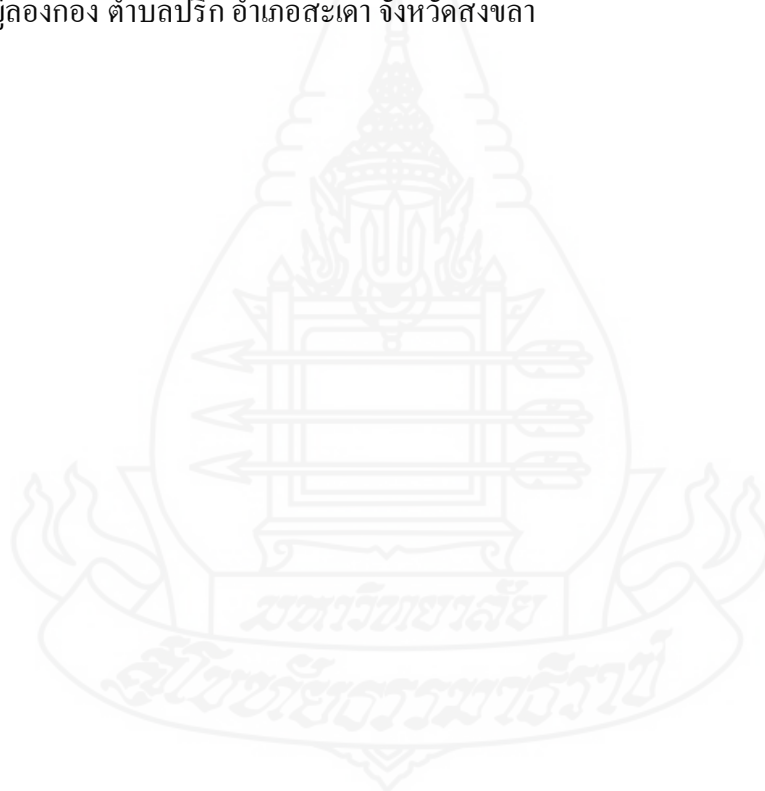 ลองกอง ตำบลปริก อำเภอสะเดา จังหวัดสงขลา
มหาวิทยาลัย
สุโขทัยธรรมาธิราช